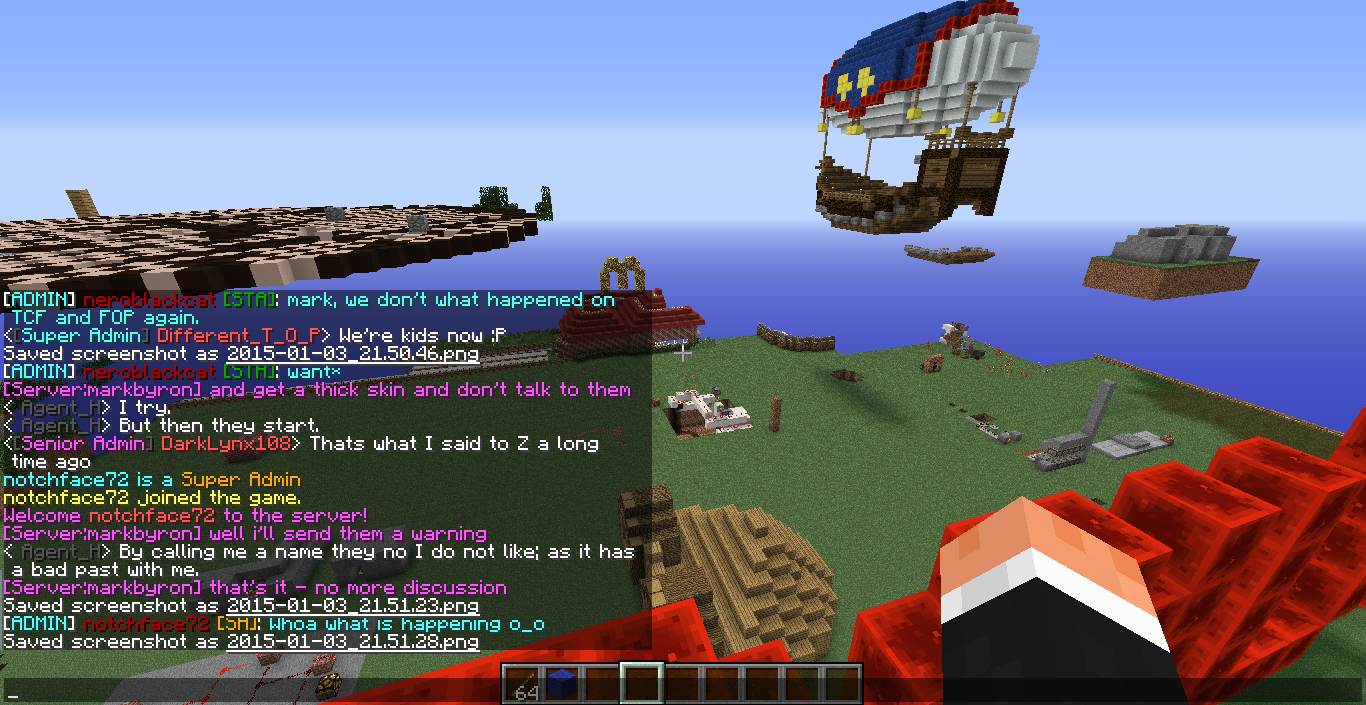 [ADMIN] neroblackcat [STA]: mark, we don't what happened on
TCF and FOP again.
<[Super Admin] Different_T_O_P> We're kids now :P
Saved screenshot as 2015-01-03_21.50.46.png
[ADMIN] neroblackcat [STA]: want*
[Server:markbyron] and get a thick skin and don't talk to them
< Agent_H> I try.
< Agent_H> But then they start.
<[Senior Admin] DarkLynx108> Thats what I said to Z a long
time ago
notchface72 is a Super Admin
notchface72 joined the game.
Welcome notchface72 to the server!
[Server:markbyron] well i'll send them a warning
< Agent_H> By calling me a name they no I do not like; as it has
a bad past with me.
[Server:markbyron] that's it - no more discussion
Saved screenshot as 2015-01-03_21.51.23.png
[ADMIN] notchface72 [SA]: Whoa what is happening o_o
Saved screenshot as 2015-01-03_21.51.28.png
64
_